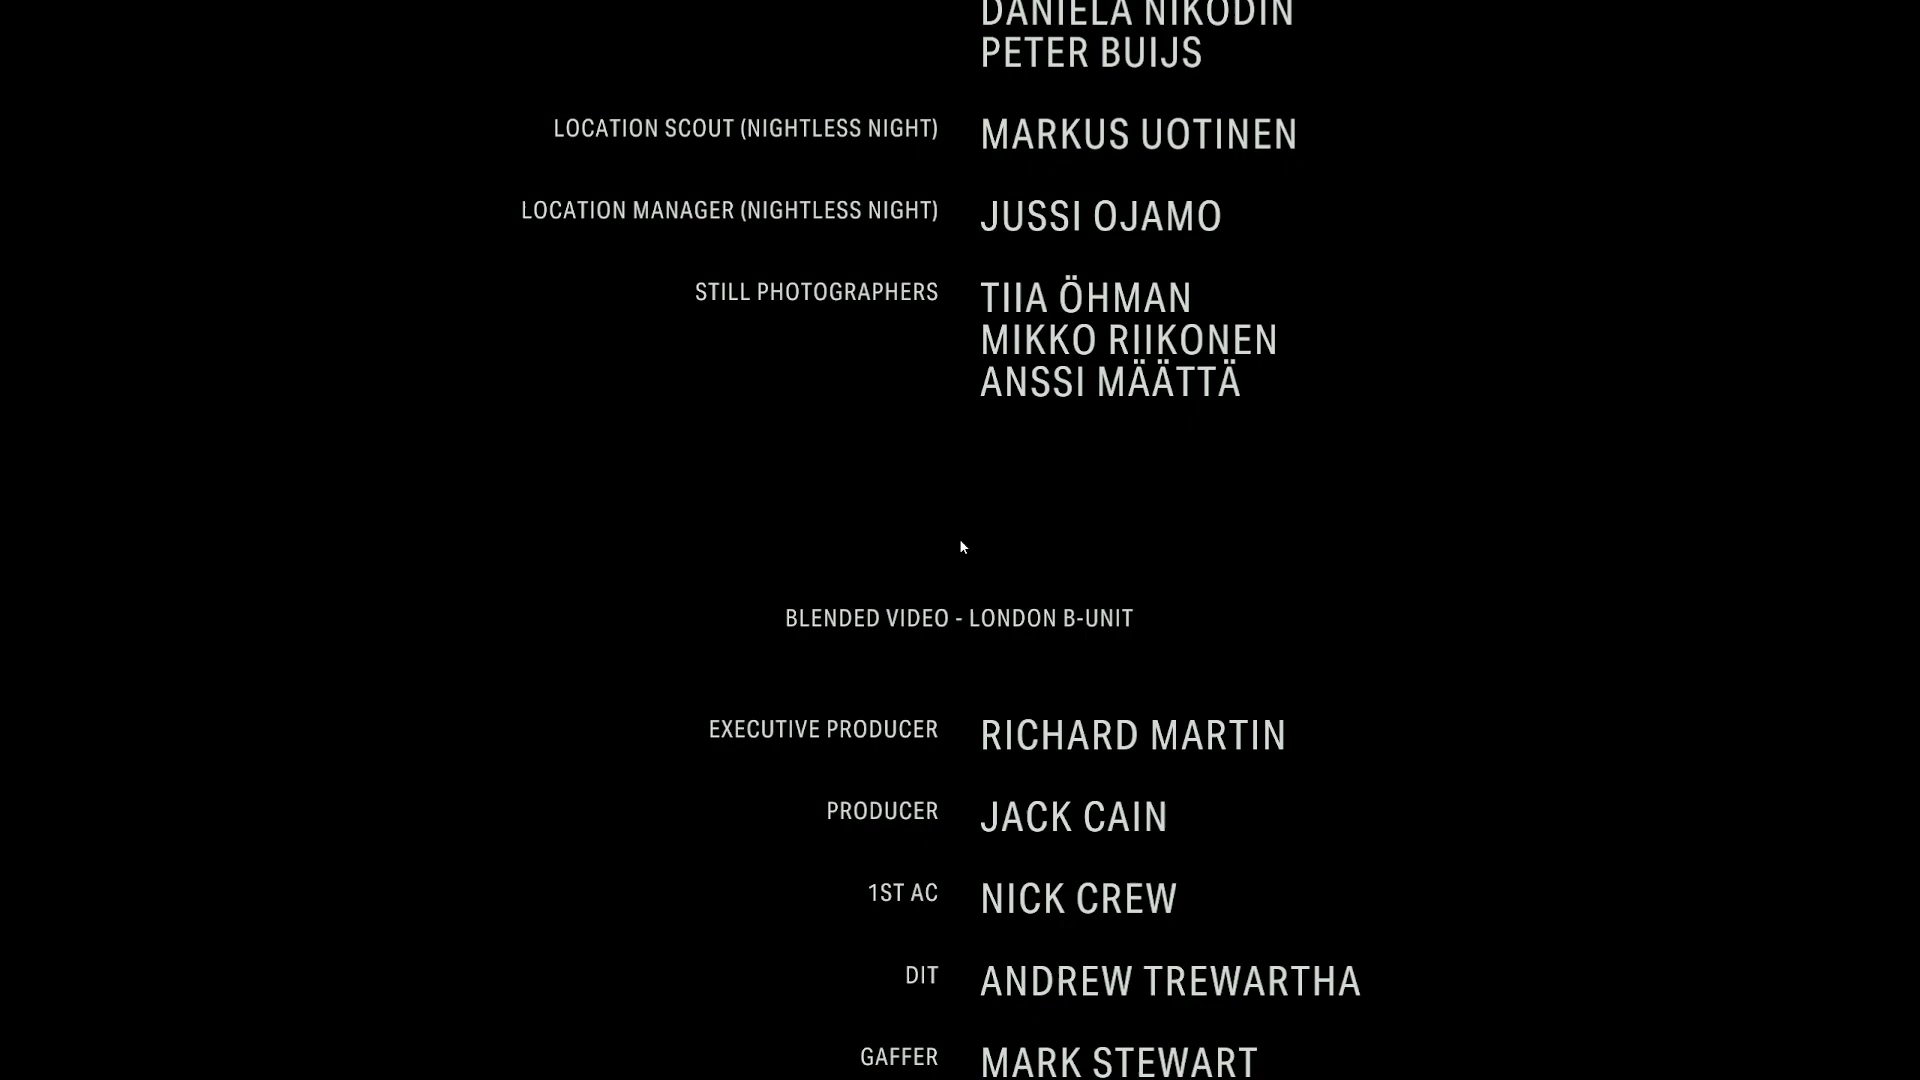 DANIELA NIKODIN
PETER BUIJS
LOCATION SCOUT (NIGHTLESS NIGHT) MARKUS UOTINEN
LOCATION MANAGER (NIGHTLESS NIGHT) JUSSI OJAMO
STILL PHOTOGRAPHERS TIIA ÖHMAN
MIKKO RIIKONEN
ANSSI MÄÄTTÄ
BLENDED VIDEO - LONDON B-UNIT
EXECUTIVE PRODUCER RICHARD MARTIN
PRODUCER JACK CAIN
1ST AC NICK CREW
DIT ANDREW TREWARTHA
GAFFER MARK STEWART